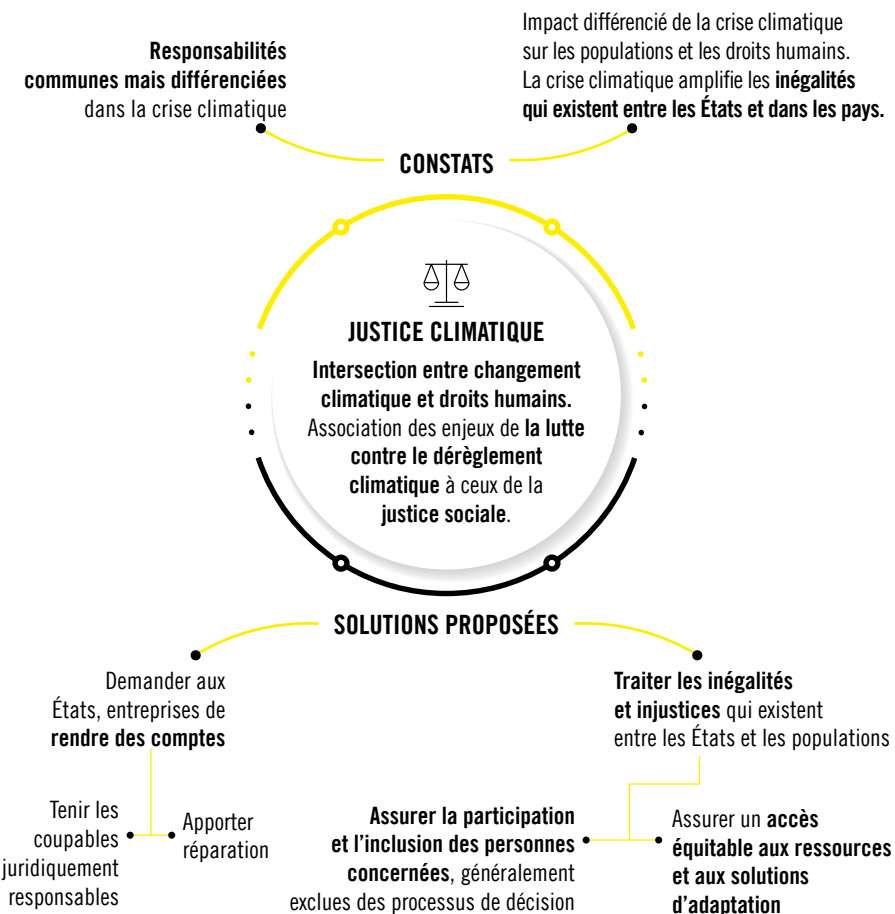 Responsabilités
communes mais différenciées
dans la crise climatique
Impact différencié de la crise climatique
sur les populations et les droits humains.
La crise climatique amplifie les inégalités
qui existent entre les États et dans les pays.
CONSTATS
JUSTICE CLIMATIQUE
Intersection entre changement
climatique et droits humains.
Association des enjeux de la lutte
contre le dérèglement
climatique à ceux de la
justice sociale.
SOLUTIONS PROPOSÉES
Demander aux
États, entreprises de
rendre des comptes
Tenir les
coupables
juridiquement
responsables
Apporter
réparation
Traiter les inégalités
et injustices qui existent
entre les États et les populations
Assurer la participation
et l'inclusion des personnes
concernées, généralement
exclues des processus de décision
Assurer un accès
équitable aux ressources
et aux solutions
d'adaptation